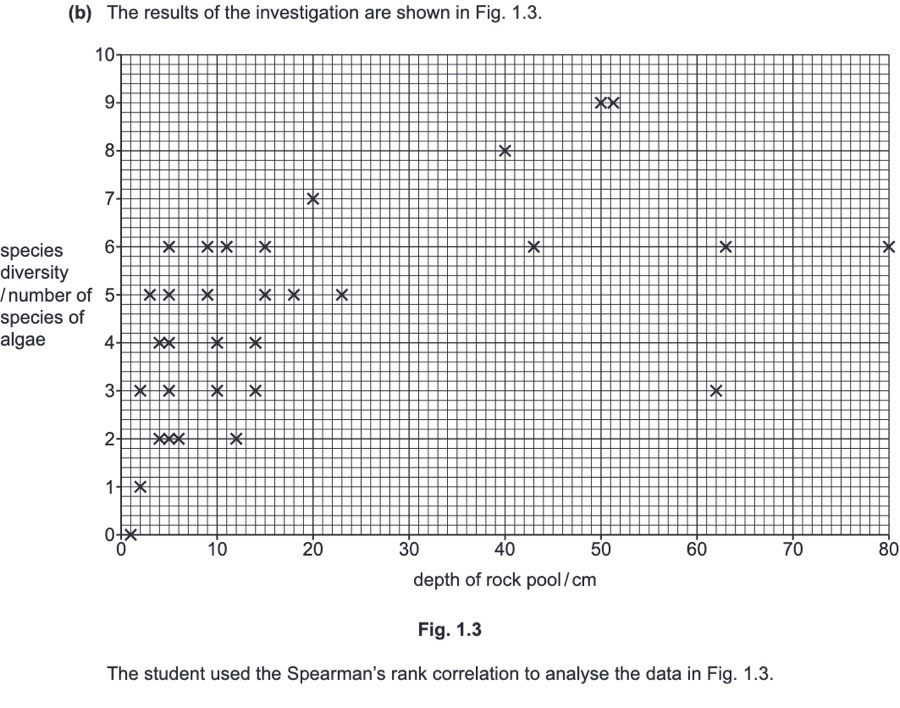 (b) The results of the investigation are shown in Fig. 1.3.
10
9
8
7
6
5
4
3
2
1
0
species
diversity
/ number of
species of
algae
0 10 20 30 40 50 60 70 80
depth of rock pool / cm
Fig. 1.3
The student used the Spearman's rank correlation to analyse the data in Fig. 1.3.